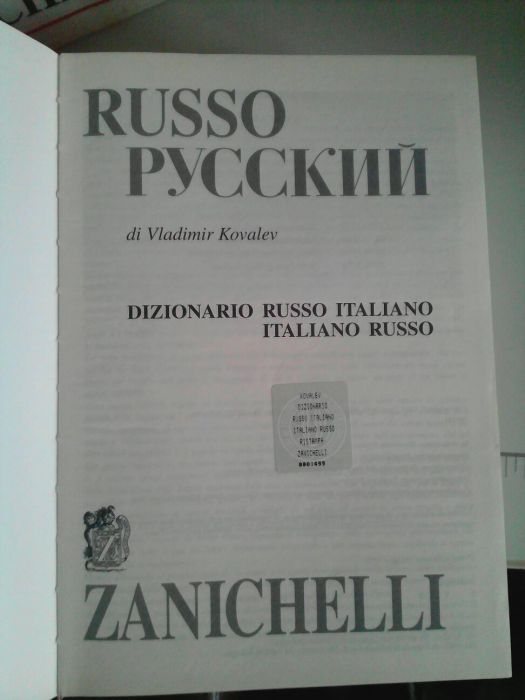 RUSSO
РУССКИЙ
di Vladimir Kovalev
DIZIONARIO RUSSO ITALIANO
ITALIANO RUSSO
KOVALEV
DIZIONARIO
RUSSO ITALIANO
ITALIANO RUSSO
RISTAMPA
ZANICHELLI
Z
ZANICHELLI